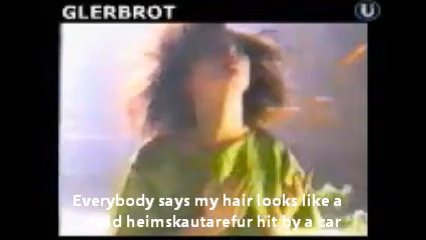 GLERBROT
U
Everybody says my hair looks like a
heimskautarefur hit by a car